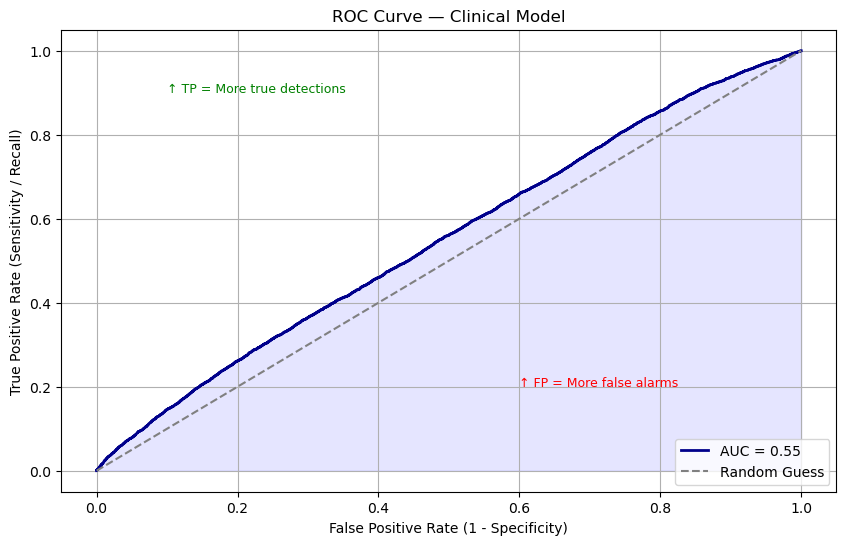 ROC Curve — Clinical Model
True Positive Rate (Sensitivity / Recall)
1.0
0.8
0.6
0.4
0.2
0.0
↑ TP = More true detections
↑ FP = More false alarms
AUC = 0.55
Random Guess
0.0 0.2 0.4 0.6 0.8 1.0
False Positive Rate (1 - Specificity)